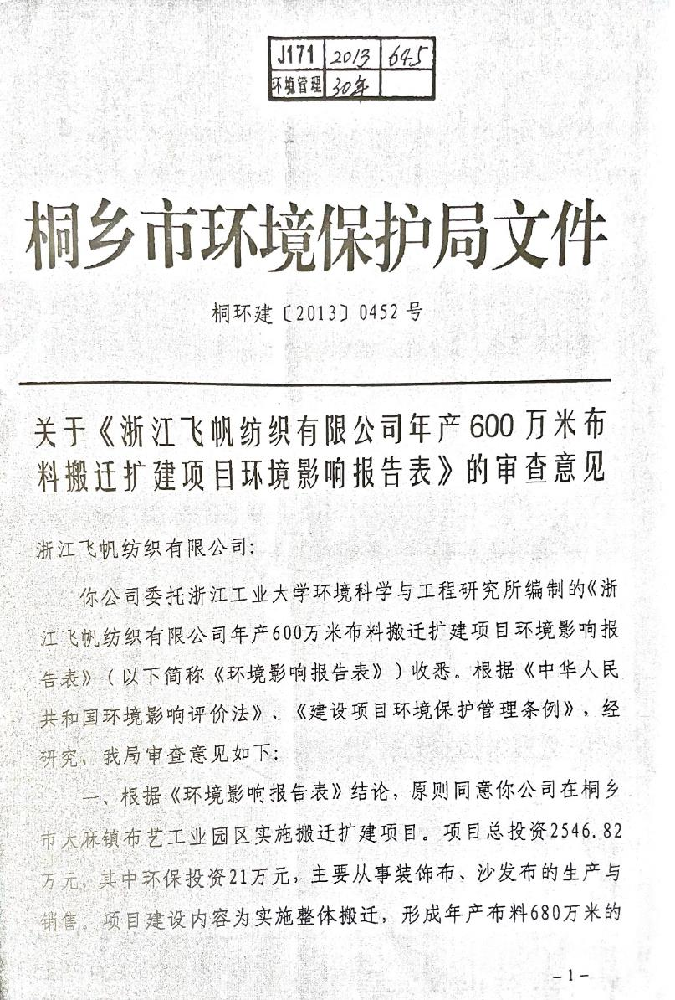 J171 2013 645
环境管理 30年
桐乡市环境保护局文件
桐环建〔2013〕0452号
关于《浙江飞帆纺织有限公司年产600万米布
料搬迁扩建项目环境影响报告表》的审查意见
浙江飞帆纺织有限公司:
你公司委托浙江工业大学环境科学与工程研究所编制的《浙
江飞帆纺织有限公司年产600万米布料搬迁扩建项目环境影响报
告表》(以下简称《环境影响报告表》)收悉。根据《中华人民
共和国环境影响评价法》、《建设项目环境保护管理条例》,经
研究,我局审查意见如下:
一、根据《环境影响报告表》结论,原则同意你公司在桐乡
市大麻镇布艺工业园区实施搬迁扩建项目。项目总投资2546.82
万元,其中环保投资21万元,主要从事装饰布、沙发布的生产与
销售。项目建设内容为实施整体搬迁,形成年产布料680万米的
-1-